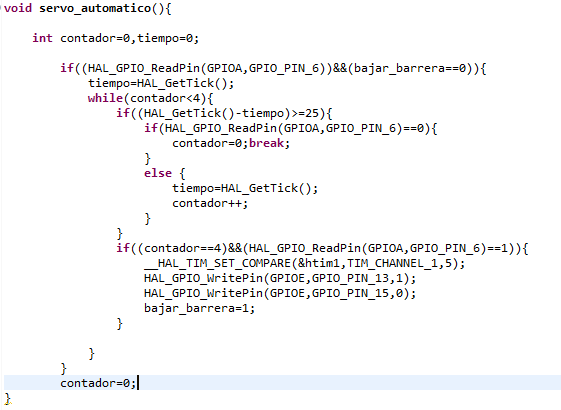 void servo_automatico(){
int contador=0,tiempo=0;
if((HAL_GPIO_ReadPin(GPIOA,GPIO_PIN_6))&&(bajar_barrera==0)){
tiempo=HAL_GetTick();
while(contador<4){
if((HAL_GetTick()-tiempo)>=25){
if(HAL_GPIO_ReadPin(GPIOA,GPIO_PIN_6)==0){
contador=0;break;
}
else {
tiempo=HAL_GetTick();
contador++;
}
}
if((contador==4)&&(HAL_GPIO_ReadPin(GPIOA,GPIO_PIN_6)==1)){
__HAL_TIM_SET_COMPARE(&htim1,TIM_CHANNEL_1,5);
HAL_GPIO_WritePin(GPIOE,GPIO_PIN_13,1);
HAL_GPIO_WritePin(GPIOE,GPIO_PIN_15,0);
bajar_barrera=1;
}
}
}
contador=0;
}